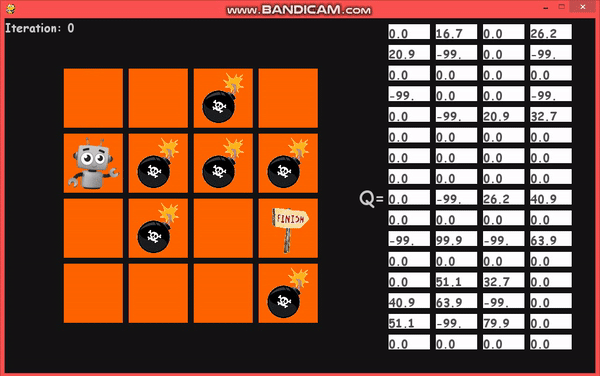 www.BANDICAM.com
Iteration: 0
FINISH
Q=
0.0 16.7 0.0 26.2
20.9 -99. 0.0 -99.
0.0 0.0 0.0 0.0
-99. 0.0 0.0 -99.
0.0 -99. 20.9 32.7
0.0 0.0 0.0 0.0
0.0 0.0 0.0 0.0
0.0 0.0 0.0 0.0
0.0 -99. 26.2 40.9
0.0 0.0 0.0 0.0
-99. 99.9 -99. 63.9
0.0 0.0 0.0 0.0
0.0 51.1 32.7 0.0
40.9 63.9 -99. 0.0
51.1 -99. 79.9 0.0
0.0 0.0 0.0 0.0